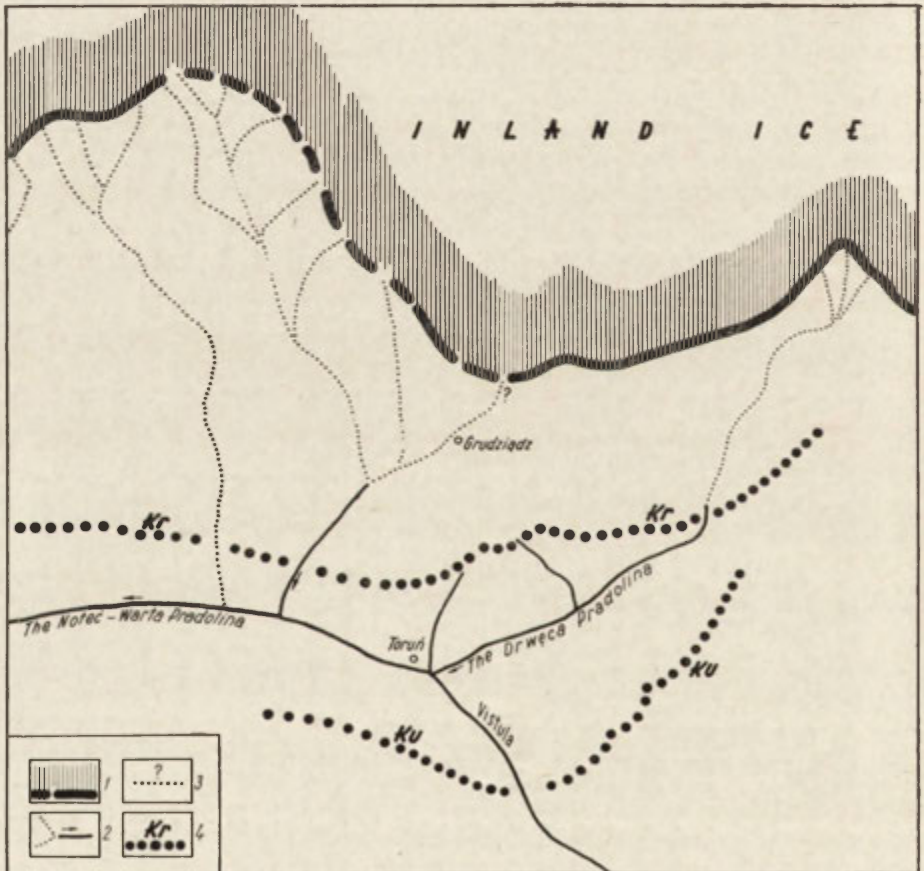 INLAND ICE
?
Grudziądz
Kr
Kr
The Noteć-Warta Pradolina
Toruń
The Drwęca Pradolina
Ku
Vistula
Ku
1
? 3
2
Kr 4